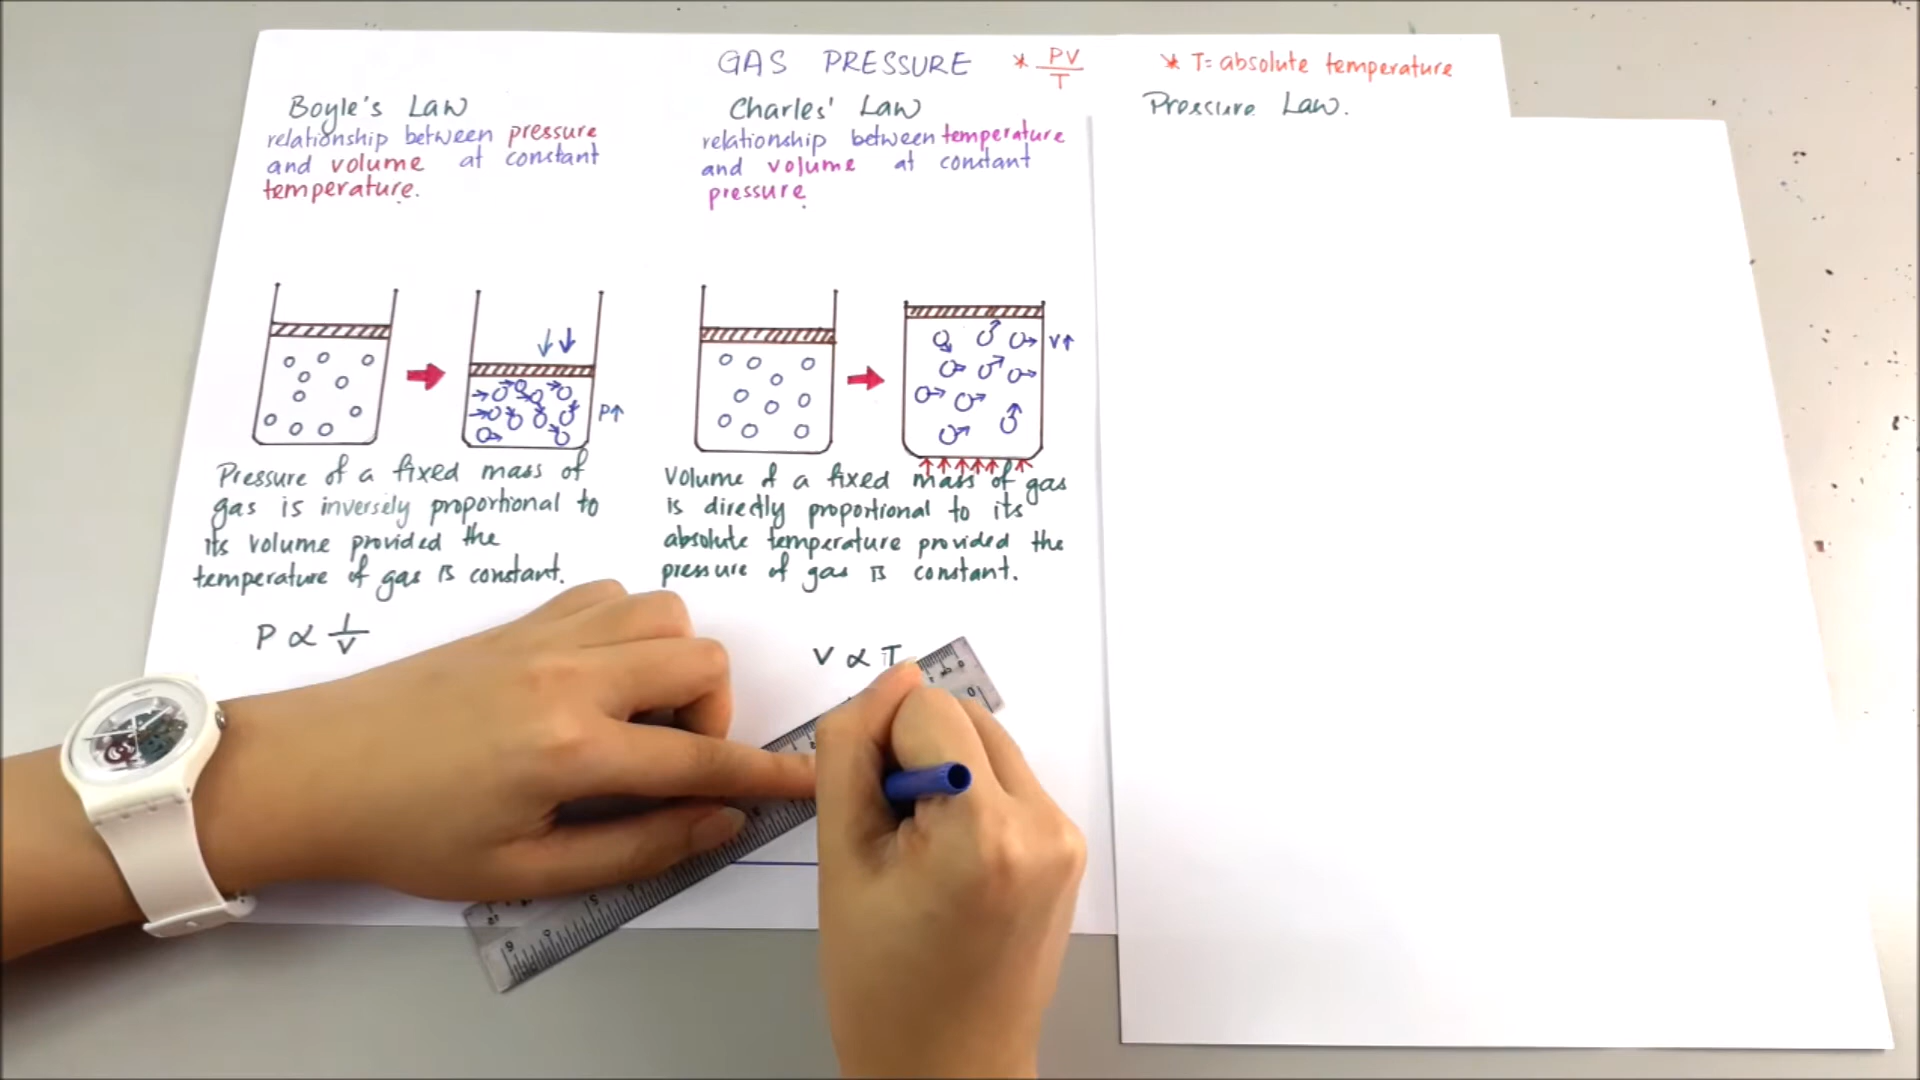 GAS PRESSURE * PV/T * T= absolute temperature
Boyle's Law
relationship between pressure
and volume at constant
temperature.
P↑
Pressure of a fixed mass of
gas is inversely proportional to
its volume provided the
temperature of gas is constant.
P ∝ 1/V
Charles' Law
relationship between temperature
and volume at constant
pressure.
V↑
Volume of a fixed mass of gas
is directly proportional to its
absolute temperature provided the
pressure of gas is constant.
V ∝ T
Pressure Law.